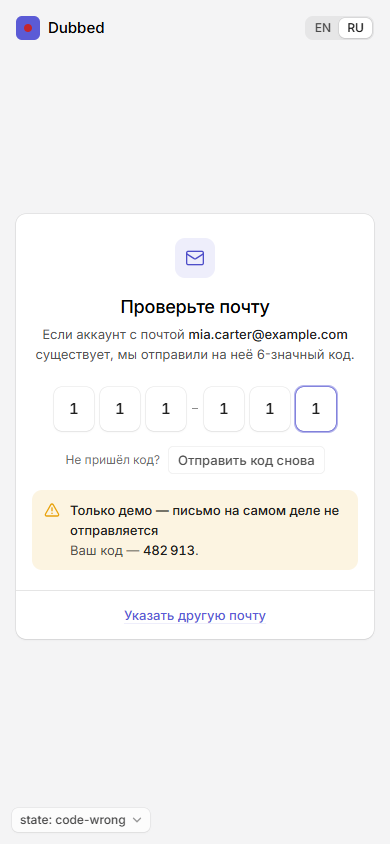 Dubbed
EN
RU
Проверьте почту
Если аккаунт с почтой mia.carter@example.com
существует, мы отправили на неё 6-значный код.
1 1 1 – 1 1 1
Не пришёл код? Отправить код снова
Только демо — письмо на самом деле не
отправляется
Ваш код — 482 913.
Указать другую почту
state: code-wrong